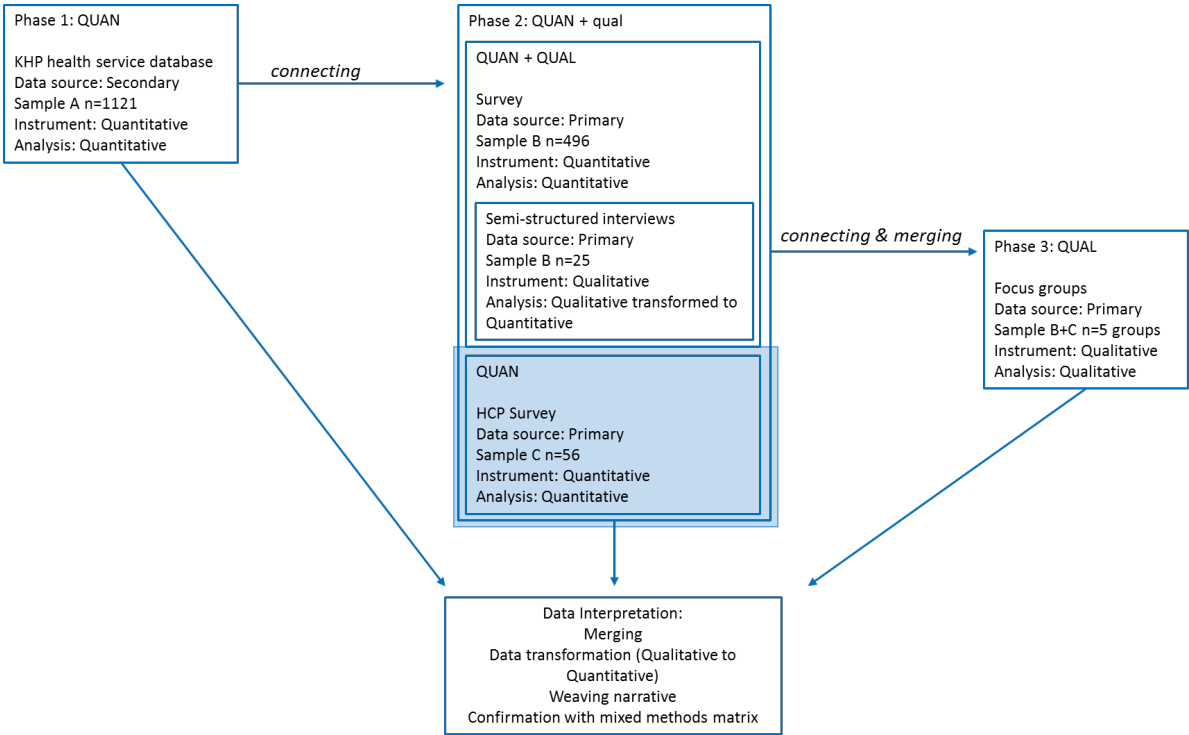 Phase 1: QUAN
KHP health service database
Data source: Secondary
Sample A n=1121
Instrument: Quantitative
Analysis: Quantitative
connecting
Phase 2: QUAN + qual
QUAN + QUAL
Survey
Data source: Primary
Sample B n=496
Instrument: Quantitative
Analysis: Quantitative
Semi-structured interviews
Data source: Primary
Sample B n=25
Instrument: Qualitative
Analysis: Qualitative transformed to
Quantitative
QUAN
HCP Survey
Data source: Primary
Sample C n=56
Instrument: Quantitative
Analysis: Quantitative
connecting & merging
Phase 3: QUAL
Focus groups
Data source: Primary
Sample B+C n=5 groups
Instrument: Qualitative
Analysis: Qualitative
Data Interpretation:
Merging
Data transformation (Qualitative to
Quantitative)
Weaving narrative
Confirmation with mixed methods matrix